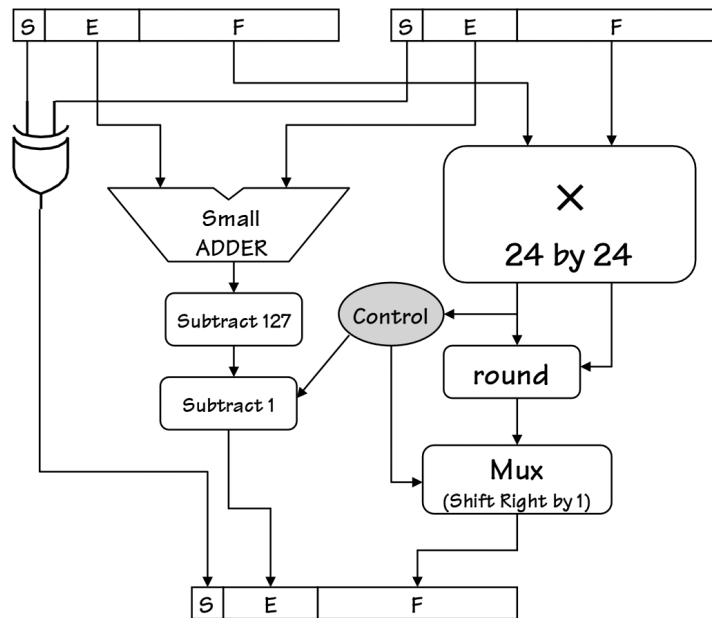 S E F S E F
×
Small
ADDER
24 by 24
Subtract 127
Control
round
Subtract 1
Mux
(Shift Right by 1)
S E F